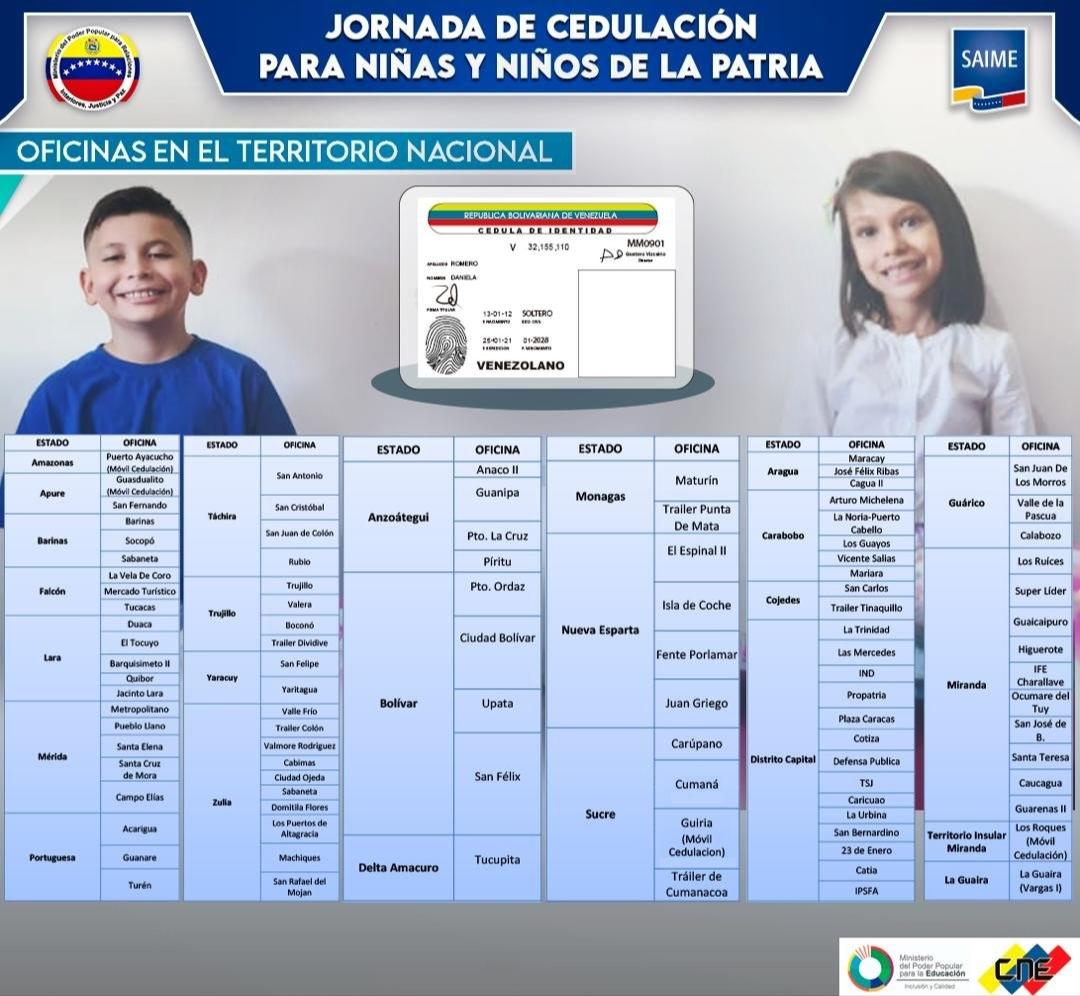 JORNADA DE CEDULACIÓN
PARA NIÑAS Y NIÑOS DE LA PATRIA
Ministerio del Poder Popular para Relaciones
Interiores, Justicia y Paz
SAIME
OFICINAS EN EL TERRITORIO NACIONAL
REPUBLICA BOLIVARIANA DE VENEZUELA
CEDULA DE IDENTIDAD
V 32,155,110
MM0901
Director
ROMERO
DANIELA
FIRMA TITULAR
13-01-12 SOLTERO
25-01-21 01-2028
VENEZOLANO
ESTADO OFICINA
Amazonas
Puerto Ayacucho
(Móvil Cedulación)
Apure
Guasdualito
(Móvil Cedulación)
San Fernando
Barinas
Barinas
Socopó
Sabaneta
Falcón
La Vela De Coro
Mercado Turístico
Tucacas
Lara
Duaca
El Tocuyo
Barquisimeto II
Quibor
Jacinto Lara
Mérida
Metropolitano
Pueblo Llano
Santa Elena
Santa Cruz
de Mora
Campo Elías
Portuguesa
Acarigua
Guanare
Turén
ESTADO OFICINA
Táchira
San Antonio
San Cristóbal
San Juan de Colón
Rubio
Trujillo
Trujillo
Valera
Boconó
Trailer Dividive
Yaracuy
San Felipe
Yaritagua
Zulia
Valle Frío
Trailer Colón
Valmore Rodriguez
Cabimas
Ciudad Ojeda
Sabaneta
Domitila Flores
Los Puertos de
Altagracia
Machiques
San Rafael del
Mojan
ESTADO OFICINA
Anzoátegui
Anaco II
Guanipa
Pto. La Cruz
Píritu
Bolívar
Pto. Ordaz
Ciudad Bolívar
Upata
San Félix
Delta Amacuro
Tucupita
ESTADO OFICINA
Monagas
Maturín
Trailer Punta
De Mata
Nueva Esparta
El Espinal II
Isla de Coche
Fente Porlamar
Juan Griego
Sucre
Carúpano
Cumaná
Guiria
(Móvil
Cedulacion)
Tráiler de
Cumanacoa
ESTADO OFICINA
Aragua
Maracay
José Félix Ribas
Cagua II
Carabobo
Arturo Michelena
La Noria-Puerto
Cabello
Los Guayos
Vicente Salias
Mariara
Cojedes
San Carlos
Trailer Tinaquillo
Distrito Capital
La Trinidad
Las Mercedes
IND
Propatria
Plaza Caracas
Cotiza
Defensa Publica
TSJ
Caricuao
La Urbina
San Bernardino
23 de Enero
Catia
IPSFA
ESTADO OFICINA
Guárico
San Juan De
Los Morros
Valle de la
Pascua
Calabozo
Miranda
Los Ruíces
Super Líder
Guaicaipuro
Higuerote
IFE
Charallave
Ocumare del
Tuy
San José de
B.
Santa Teresa
Caucagua
Guarenas II
Territorio Insular
Miranda
Los Roques
(Móvil
Cedulación)
La Guaira
La Guaira
(Vargas I)
Ministerio
del Poder Popular
para la Educación
Inclusión y Calidad
CNE